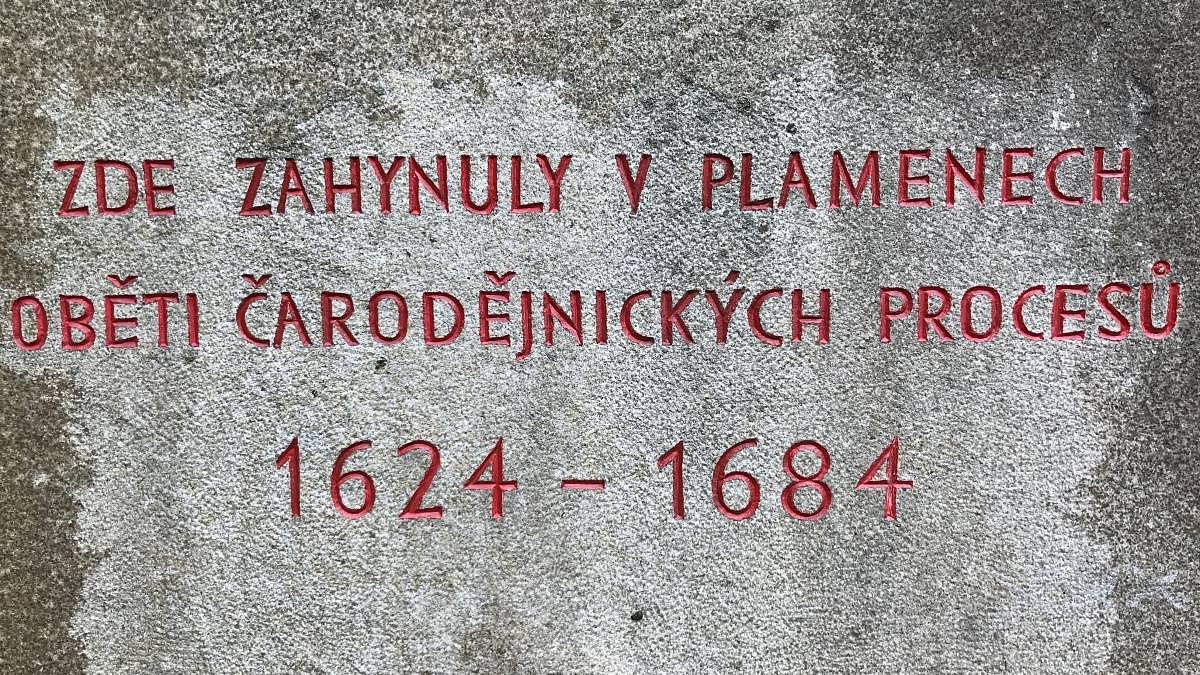 ZDE ZAHYNULY V PLAMENECH
OBĚTI ČARODĚJNICKÝCH PROCESŮ
1624 – 1684